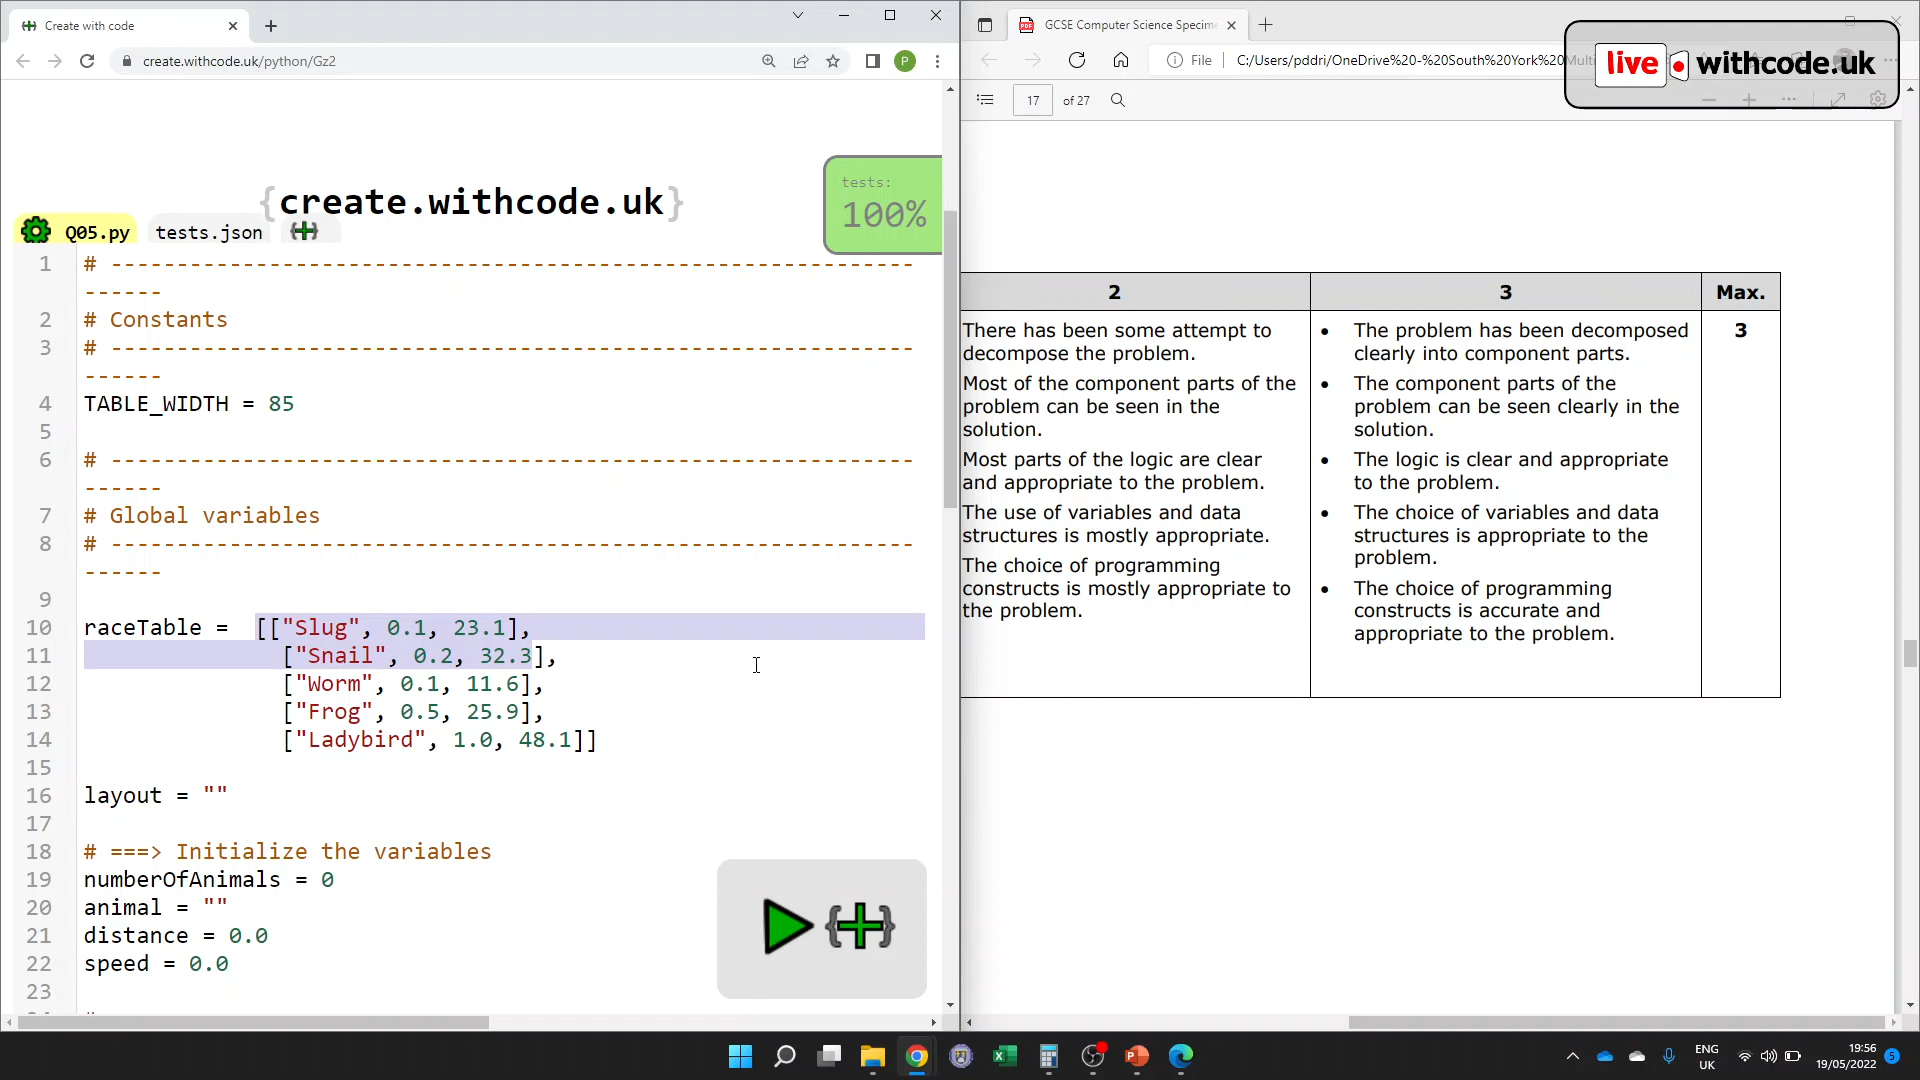 Create with code
create.withcode.uk/python/Gz2
{create.withcode.uk}
tests:
100%
Q05.py
tests.json
1 # -------------------------------------------------------------
------
2 # Constants
3 # -------------------------------------------------------------
------
4 TABLE_WIDTH = 85
5
6 # -------------------------------------------------------------
------
7 # Global variables
8 # -------------------------------------------------------------
------
9
10 raceTable = [["Slug", 0.1, 23.1],
11 ["Snail", 0.2, 32.3],
12 ["Worm", 0.1, 11.6],
13 ["Frog", 0.5, 25.9],
14 ["Ladybird", 1.0, 48.1]]
15
16 layout = ""
17
18 # ===> Initialize the variables
19 numberOfAnimals = 0
20 animal = ""
21 distance = 0.0
22 speed = 0.0
23
GCSE Computer Science Specim
File
C:/Users/pddri/OneDrive%20-%20South%20York%20Multi
17 of 27
live withcode.uk
2
3
Max.
There has been some attempt to
decompose the problem.
Most of the component parts of the
problem can be seen in the
solution.
Most parts of the logic are clear
and appropriate to the problem.
The use of variables and data
structures is mostly appropriate.
The choice of programming
constructs is mostly appropriate to
the problem.
• The problem has been decomposed
clearly into component parts.
• The component parts of the
problem can be seen clearly in the
solution.
• The logic is clear and appropriate
to the problem.
• The choice of variables and data
structures is appropriate to the
problem.
• The choice of programming
constructs is accurate and
appropriate to the problem.
3
ENG
UK
19:56
19/05/2022
5